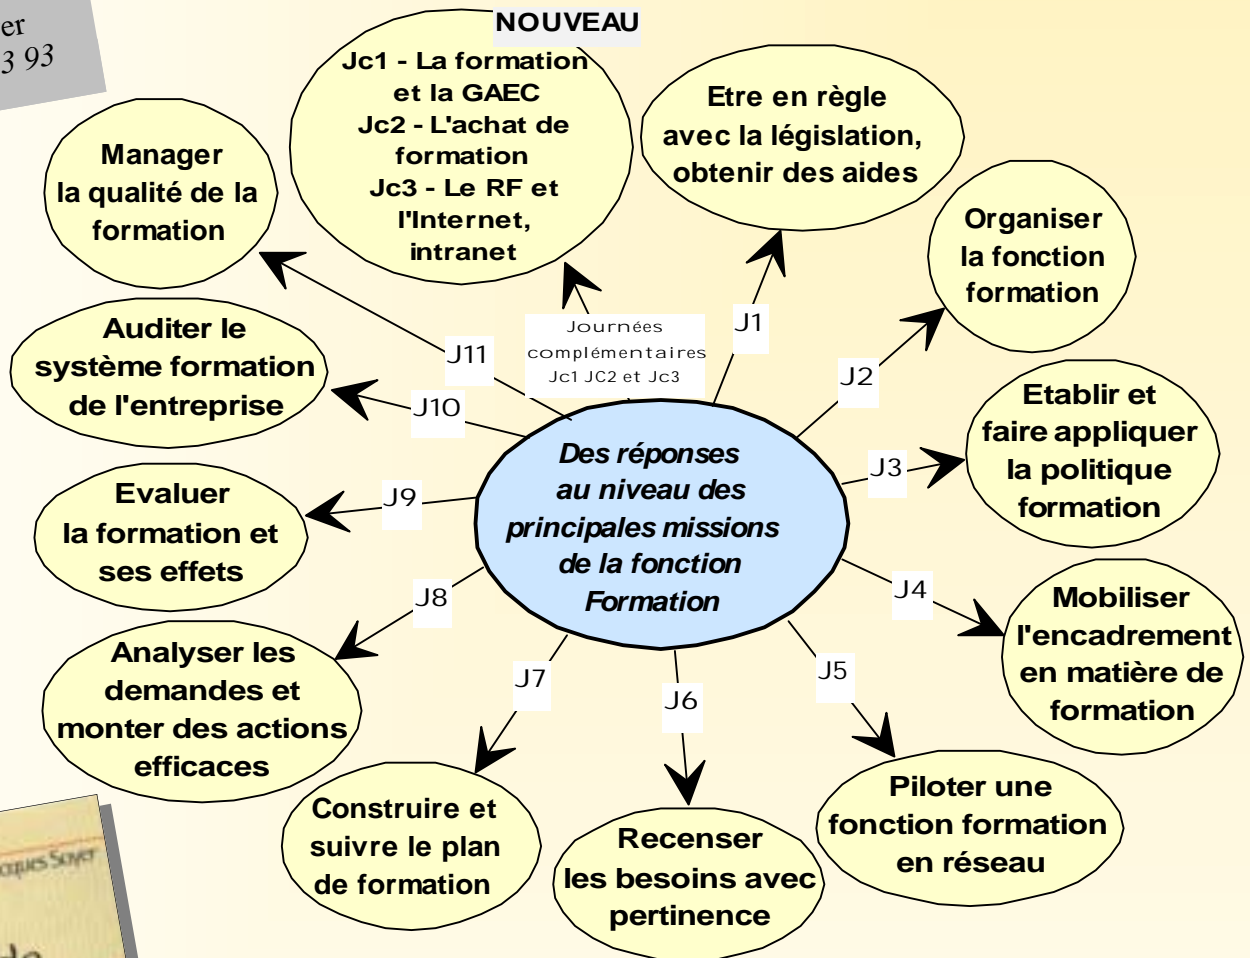 er
3 93
NOUVEAU
Jc1 - La formation
et la GAEC
Jc2 - L'achat de
formation
Jc3 - Le RF et
l'Internet,
intranet
Etre en règle
avec la législation,
obtenir des aides
Manager
la qualité de la
formation
Organiser
la fonction
formation
Auditer le
système formation
de l'entreprise
J11
Journées
complémentaires
Jc1 JC2 et Jc3
J1
J2
J10
Etablir et
faire appliquer
la politique
formation
Des réponses
au niveau des
principales missions
de la fonction
Formation
J3
Evaluer
la formation et
ses effets
J9
J8
J4
Mobiliser
l'encadrement
en matière de
formation
Analyser les
demandes et
monter des actions
efficaces
J7
J6
J5
Construire et
suivre le plan
de formation
Recenser
les besoins avec
pertinence
Piloter une
fonction formation
en réseau
acques Soyer
de